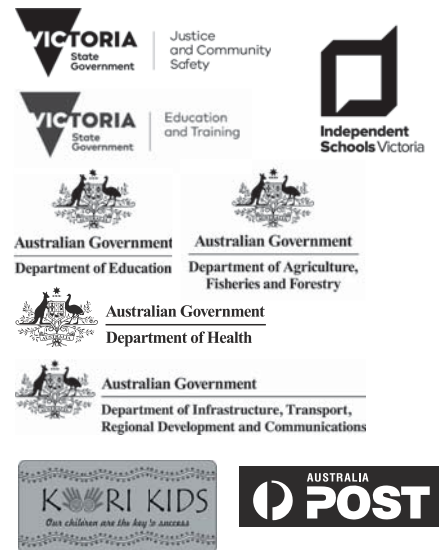 VICTORIA
State
Government
Justice
and Community
Safety
VICTORIA
State
Government
Education
and Training
Independent
Schools Victoria
Australian Government
Department of Education
Australian Government
Department of Agriculture,
Fisheries and Forestry
Australian Government
Department of Health
Australian Government
Department of Infrastructure, Transport,
Regional Development and Communications
KOORI KIDS
Our children are the key to success
AUSTRALIA
POST